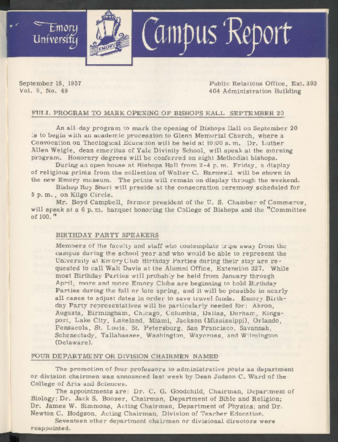 Emory
University
EMORY
Campus Report
September 16, 1957
Vol. 9, No. 49
Public Relations Office, Ext. 393
404 Administration Building
FULL PROGRAM TO MARK OPENING OF BISHOPS HALL SEPTEMBER 20
An all day program to mark the opening of Bishops Hall on September 20
is to begin with an academic procession to Glenn Memorial Church, where a
Convocation on Theological Education will be held at 10:00 a.m. Dr. Luther
Allen Weigle, dean emeritus of Yale Divinity School, will speak at the morning
program. Honorary degrees will be conferred on eight Methodist bishops.
During an open house at Bishops Hall from 2-4 p.m. Friday, a display
of religious prints from the collection of Wolter C. will be shown in
the new Emory museum. The prints will remain on display through the weekend.
Bishop Roy Short will preside at the consecration ceremony scheduled for
5 p.m., on Kilgo Circle.
Mr. Boyd Campbell, former president of the U. S. Chamber of Commerce,
will speak at a 6 p.m. banquet honoring the College of Bishops and the "Committee
of 100."
BIRTHDAY PARTY SPEAKERS
Members of the faculty and staff who contemplate trips away from the
campus during the school year and who would be able to represent the
University at Emory Club Birthday Parties during their stay are re-
quested to call Walt Davis at the Alumni Office, Extension 327. While
most Birthday Parties will probably be held from January through
April, more and more Emory Clubs are beginning to hold Birthday
Parties during the fall or late spring, and it will be possible in nearly
all cases to adjust dates in order to save travel funds. Emory Birth-
day Party representatives will be particularly needed for: Akron,
Augusta, Birmingham, Chicago, Columbia, Dallas, Durham, Kings-
port, Lake City, Lakeland, Miami, Jackson (Mississippi), Orlando,
Pensacola, St. Louis, St. Petersburg, San Francisco, Savannah,
Schenectady, Tallahassee, Washington, Waycross, and Wilmington
(Delaware).
FOUR DEPARTMENT OR DIVISION CHAIRMEN NAMED
The promotion of four professors to administrative posts as department
or division chairmen was announced last week by Dean Judson C. Ward of the
College of Arts and Sciences.
The appointments are: Dr. C. G. Goodchild, Chairman, Department of
Biology; Dr. Jack S. Boozer, Chairman, Department of Bible and Religion;
Dr. James W. Simmons, Acting Chairman, Department of Physics; and Dr.
Newton C. Hodgson, Acting Chairman, Division of Teacher Education.
Seventeen other department chairmen or divisional directors were
reappointed.